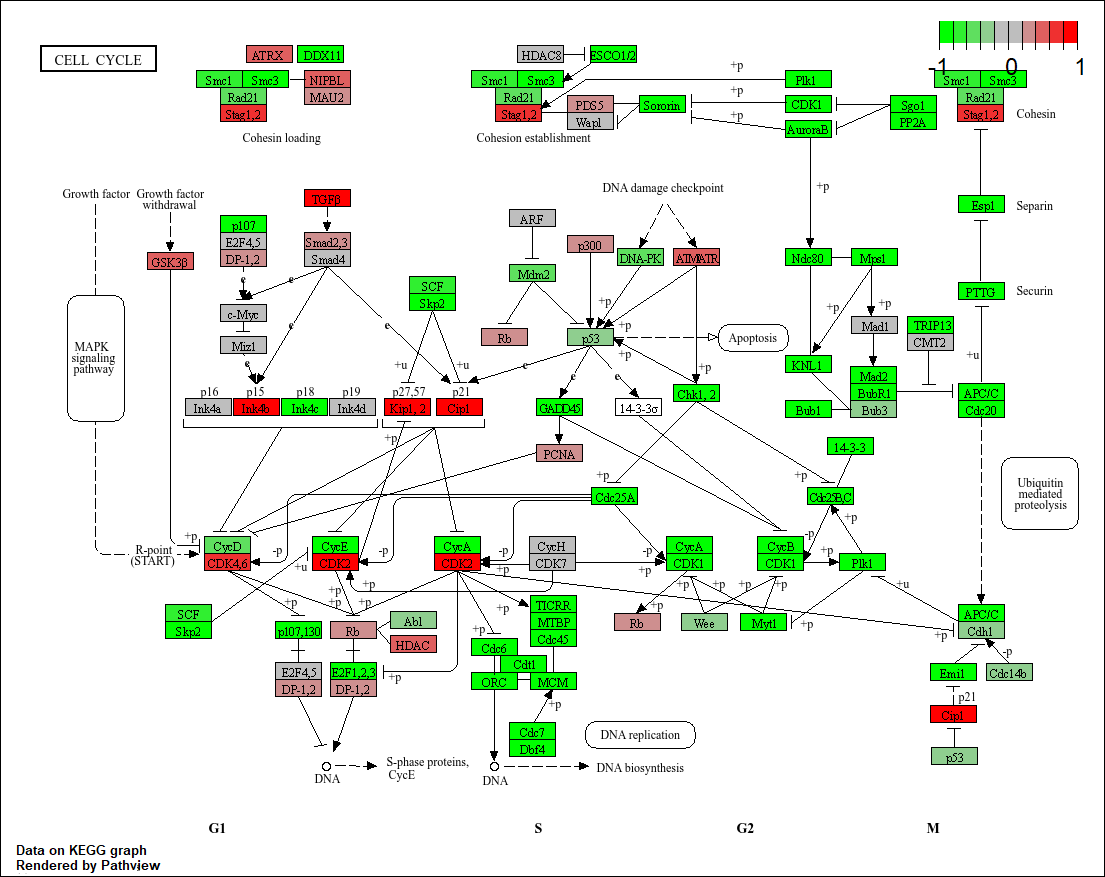 CELL CYCLE
ATRX
DDX11
Smc1
Smc3
NIPBL
Rad21
MAU2
Stag1,2
Cohesin loading
HDAC8
ESCO1/2
Smc1
Smc3
Rad21
Stag1,2
PDS5
Wapl
Sororin
Cohesion establishment
+p
+p
+p
Plk1
CDK1
AuroraB
Sgo1
PP2A
-1
0
1
Smc1
Smc3
Rad21
Stag1,2
Cohesin
Growth factor
Growth factor
withdrawal
GSK3β
p107
E2F4,5
DP-1,2
TGFβ
Smad2,3
Smad4
e
e
c-Myc
Miz1
e
e
e
SCF
Skp2
+u
+u
ARF
Mdm2
Rb
p300
DNA damage checkpoint
DNA-PK
ATMATR
+p
+p
+p
+p
p53
Apoptosis
e
e
e
+p
Ndc80
Mps1
+p
+p
Mad1
KNL1
Mad2
BubR1
Bub3
Bub1
TRIP13
CMT2
Esp1
Separin
PTTG
Securin
+u
APC/C
Cdc20
MAPK
signaling
pathway
p16
p15
p18
p19
Ink4a
Ink4b
Ink4c
Ink4d
p27,57
p21
Kip1, 2
Cip1
+p
GADD45
14-3-3σ
Chk1, 2
PCNA
+p
Cdc25A
+p
14-3-3
Cdc25B,C
+p
Ubiquitin
mediated
proteolysis
R-point
(START)
+p
CycD
CDK4,6
-p
+u
CycE
CDK2
-p
CycA
CDK2
-p
+p
CycH
CDK7
-p
+p
CycA
CDK1
CycB
CDK1
-p
+p
Plk1
+u
SCF
Skp2
+p
p107,130
+p
+p
+p
+p
Rb
Abl
HDAC
E2F4,5
DP-1,2
E2F1,2,3
DP-1,2
+p
+p
+p
Cdc6
ORC
Cdt1
MCM
TICRR
MTBP
Cdc45
+p
Cdc7
Dbf4
+p
Rb
+p
+p
Wee
+p
+p
Myt1
+p
+p
APC/C
Cdh1
-p
Emi1
Cdc14b
p21
Cip1
p53
DNA
S-phase proteins,
CycE
DNA
DNA biosynthesis
DNA replication
G1
S
G2
M
Data on KEGG graph
Rendered by Pathview